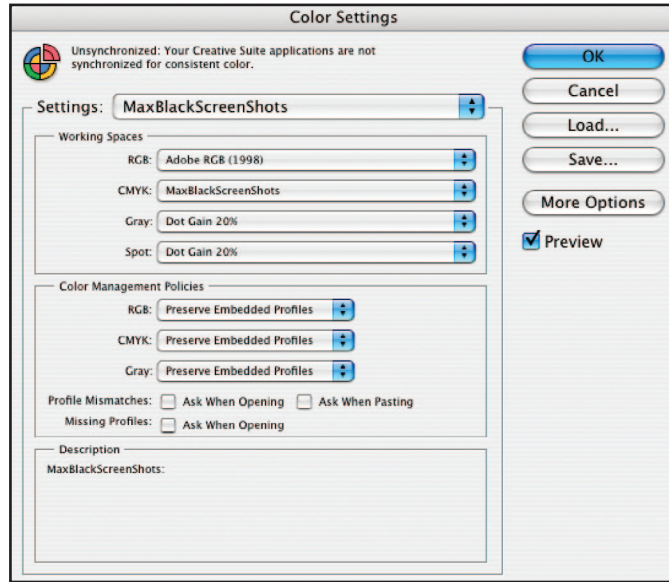 Color Settings
Unsynchronized: Your Creative Suite applications are not
synchronized for consistent color.
Settings: MaxBlackScreenShots
Working Spaces
RGB: Adobe RGB (1998)
CMYK: MaxBlackScreenShots
Gray: Dot Gain 20%
Spot: Dot Gain 20%
Color Management Policies
RGB: Preserve Embedded Profiles
CMYK: Preserve Embedded Profiles
Gray: Preserve Embedded Profiles
Profile Mismatches: Ask When Opening Ask When Pasting
Missing Profiles: Ask When Opening
Description
MaxBlackScreenShots:
OK
Cancel
Load...
Save...
More Options
Preview